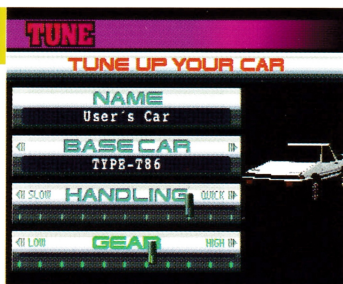 TUNE
TUNE UP YOUR CAR
NAME
User's Car
BASE CAR
TYPE-T86
SLOW HANDLING QUICK
LOW GEAR HIGH